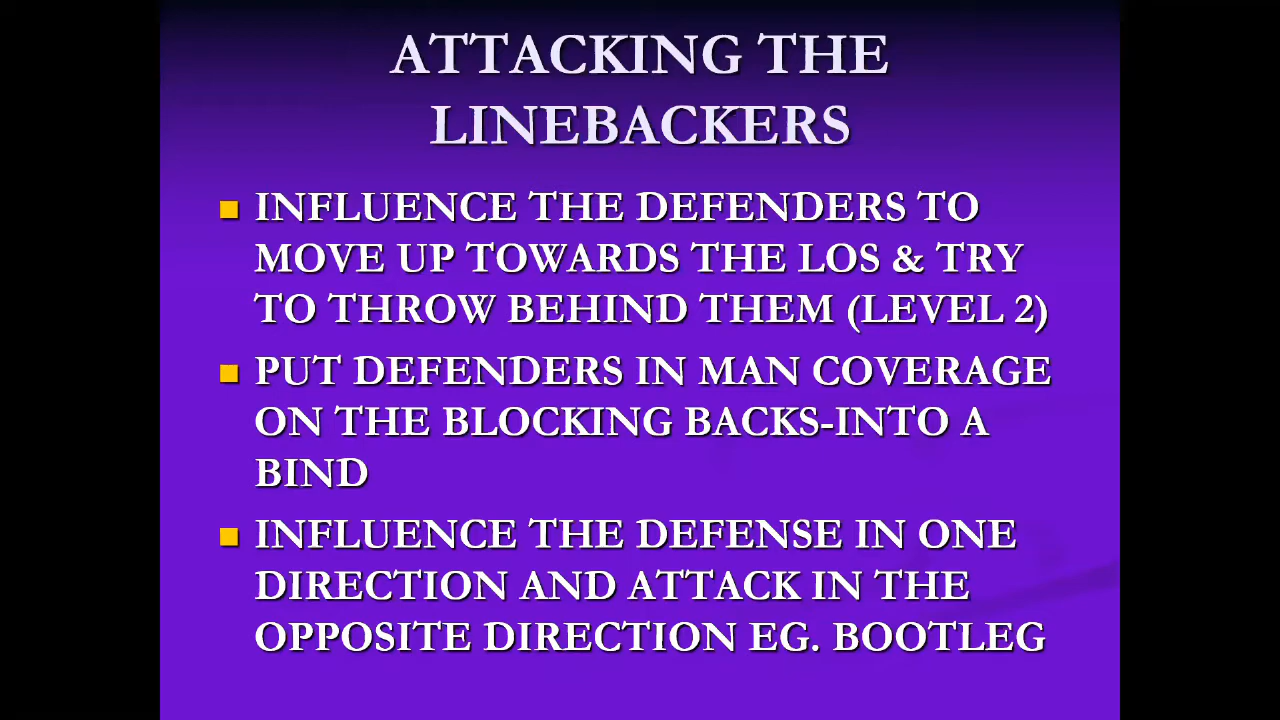 ATTACKING THE
LINEBACKERS
INFLUENCE THE DEFENDERS TO
MOVE UP TOWARDS THE LOS & TRY
TO THROW BEHIND THEM (LEVEL 2)
PUT DEFENDERS IN MAN COVERAGE
ON THE BLOCKING BACKS-INTO A
BIND
INFLUENCE THE DEFENSE IN ONE
DIRECTION AND ATTACK IN THE
OPPOSITE DIRECTION EG. BOOTLEG